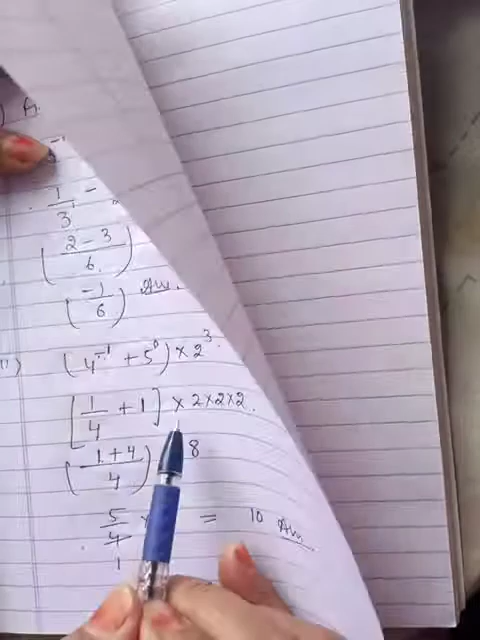 ) A.
1/3 -
(2-3/6)
(-1/6) Ans.
11) (4⁻¹ + 5⁰) × 2³.
[1/4 + 1] × 2×2×2.
(1+4/4) 8
5/4 = 10 Ans
1